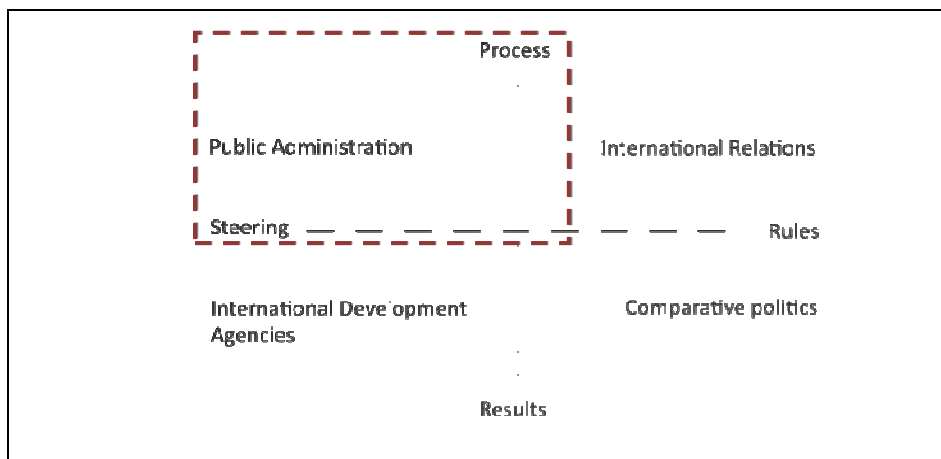 Process
Public Administration
International Relations
Steering
Rules
International Development
Agencies
Comparative politics
Results